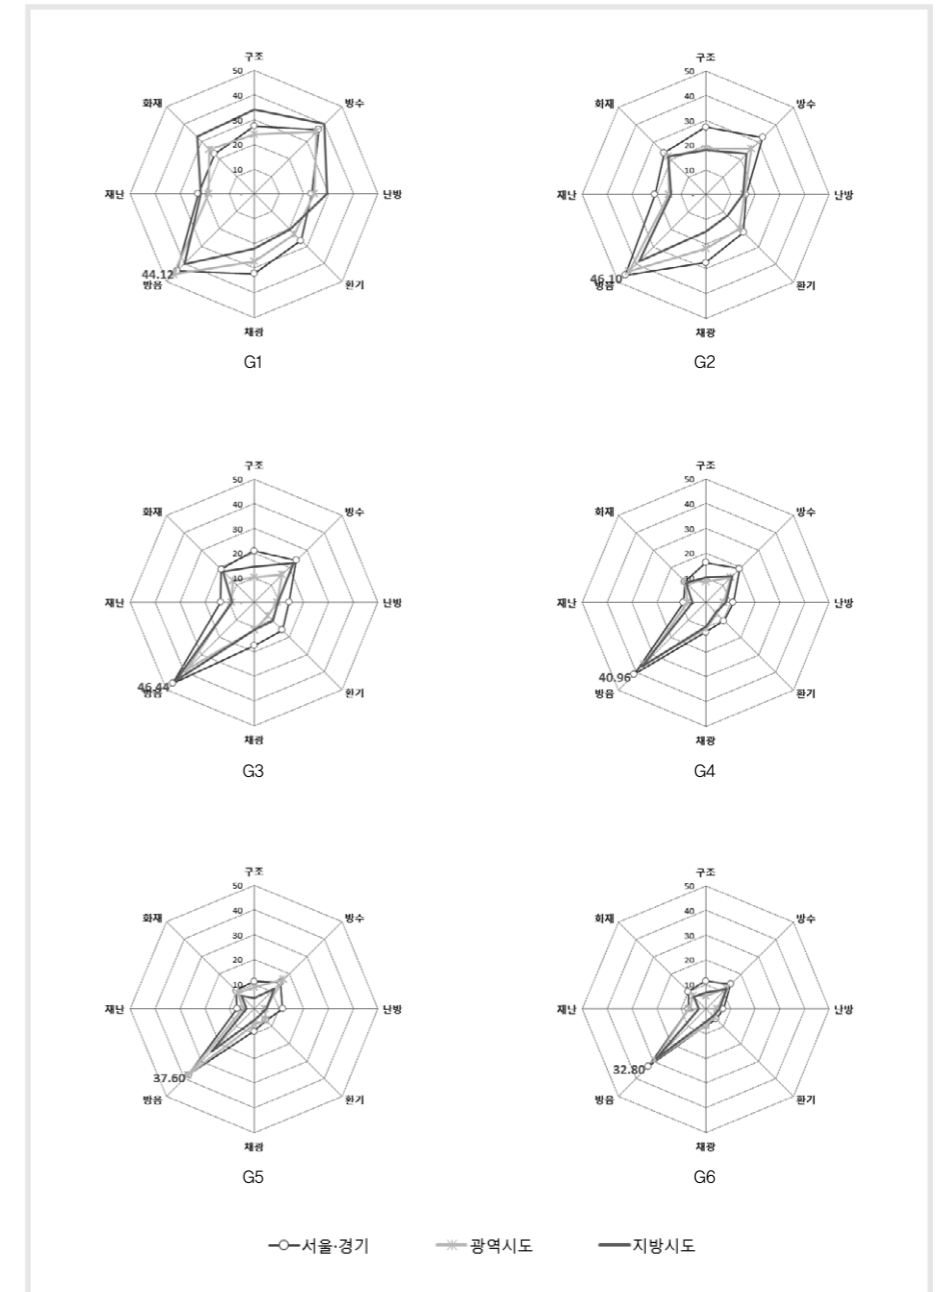 구조
50
40
30
20
10
-
화재
방수
재난
난방
44.12
방음
환기
채광
G1
구조
50
40
30
20
10
-
화재
방수
재난
난방
46.10
방음
환기
채광
G2
구조
50
40
30
20
10
-
화재
방수
재난
난방
46.44
방음
환기
채광
G3
구조
50
40
30
20
10
-
화재
방수
재난
난방
40.96
방음
환기
채광
G4
구조
50
40
30
20
10
-
화재
방수
재난
난방
37.60
방음
환기
채광
G5
구조
50
40
30
20
10
-
화재
방수
재난
난방
32.80
방음
환기
채광
G6
서울·경기 광역시도 지방시도